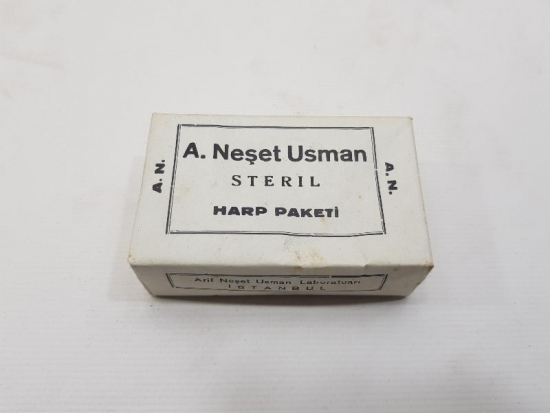 A. Neşet Usman
STERIL
HARP PAKETİ
A. N.
A. N.
Arif Neşet Usman Laboratuarı
İSTANBUL